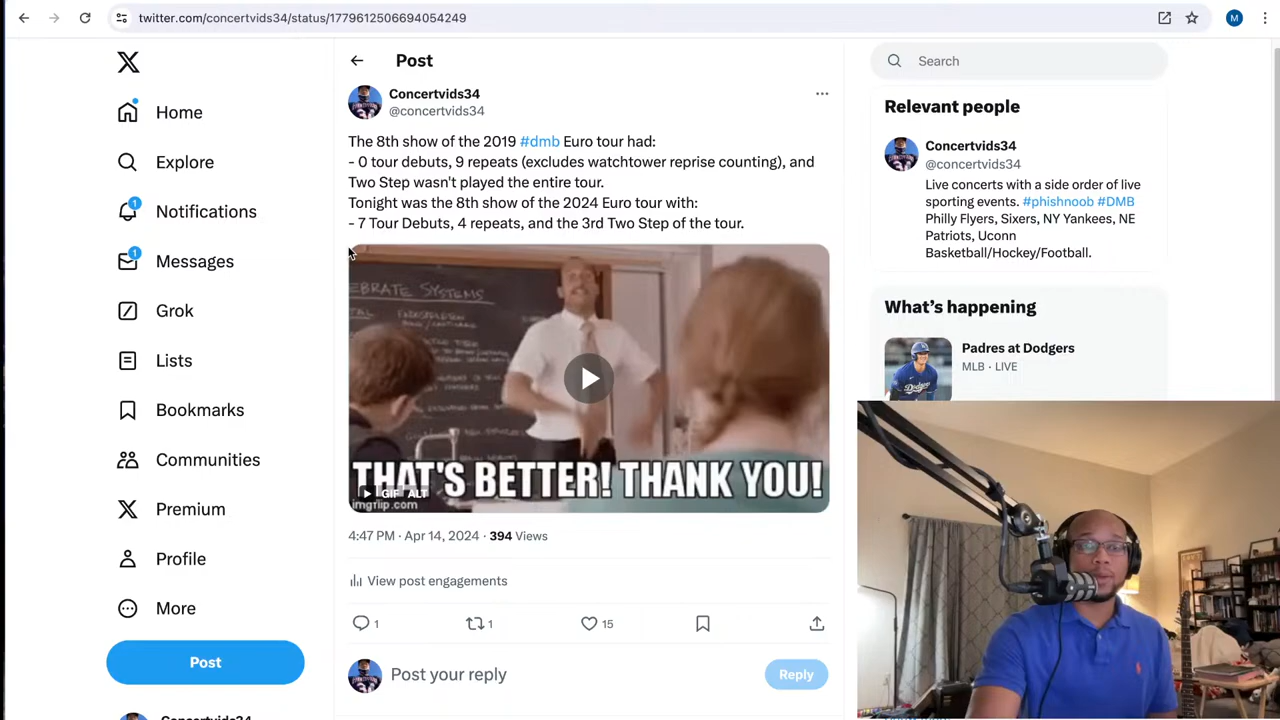 twitter.com/concertvids34/status/1779612506694054249
Home
Explore
1
Notifications
1
Messages
Grok
Lists
Bookmarks
Communities
Premium
Profile
More
Post
Concertvids34
Post
Concertvids34
@concertvids34
The 8th show of the 2019 #dmb Euro tour had:
- 0 tour debuts, 9 repeats (excludes watchtower reprise counting), and
Two Step wasn't played the entire tour.
Tonight was the 8th show of the 2024 Euro tour with:
- 7 Tour Debuts, 4 repeats, and the 3rd Two Step of the tour.
EBRATE SYSTEMS
THAT'S BETTER! THANK YOU!
GIF ALT
imgflip.com
4:47 PM · Apr 14, 2024 · 394 Views
View post engagements
1
1
15
Post your reply
Reply
M
Search
Relevant people
Concertvids34
@concertvids34
Live concerts with a side order of live
sporting events. #phishnoob #DMB
Philly Flyers, Sixers, NY Yankees, NE
Patriots, Uconn
Basketball/Hockey/Football.
What's happening
Padres at Dodgers
MLB · LIVE